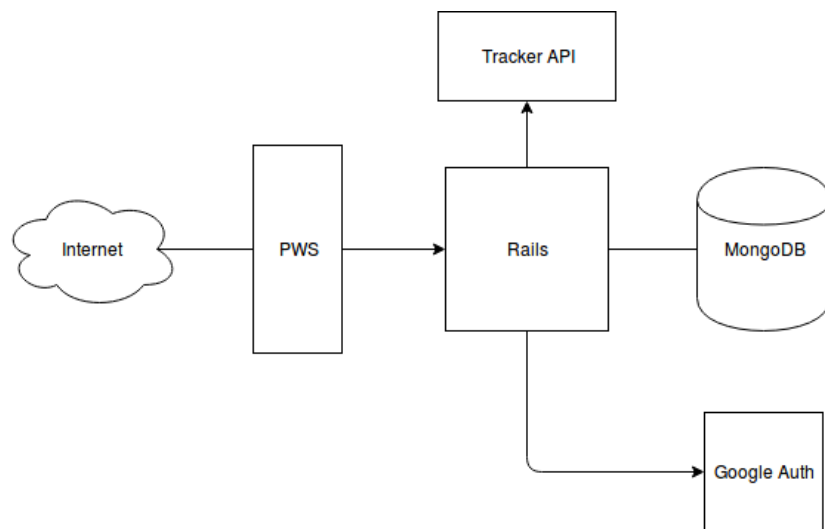 Tracker API
Internet
PWS
Rails
MongoDB
Google Auth